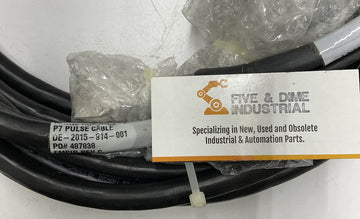 P7 PULSE CABLE
DE-2015-914-001
PO# 487838
FIVE & DIME
INDUSTRIAL
Specializing in New, Used and Obsolete
Industrial & Automation Parts.